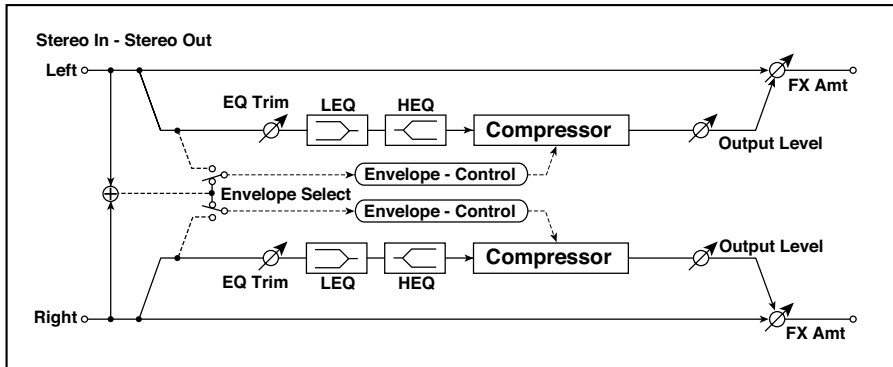 Stereo In - Stereo Out
Left
FX Amt
EQ Trim
LEQ
HEQ
Compressor
Output Level
Envelope - Control
Envelope Select
Envelope - Control
Output Level
Compressor
EQ Trim
LEQ
HEQ
Right
FX Amt